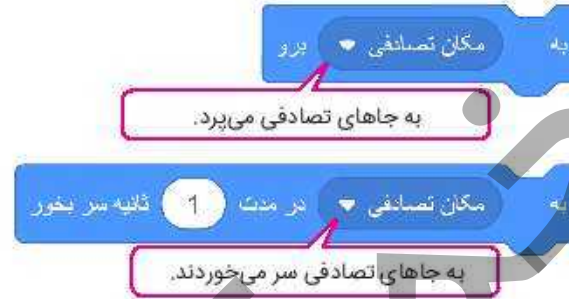 به مکان تصادفی برو
به جاهای تصادفی می‌پرد.
به مکان تصادفی در مدت 1 ثانیه سر بخور
به جاهای تصادفی سر می‌خوردند.